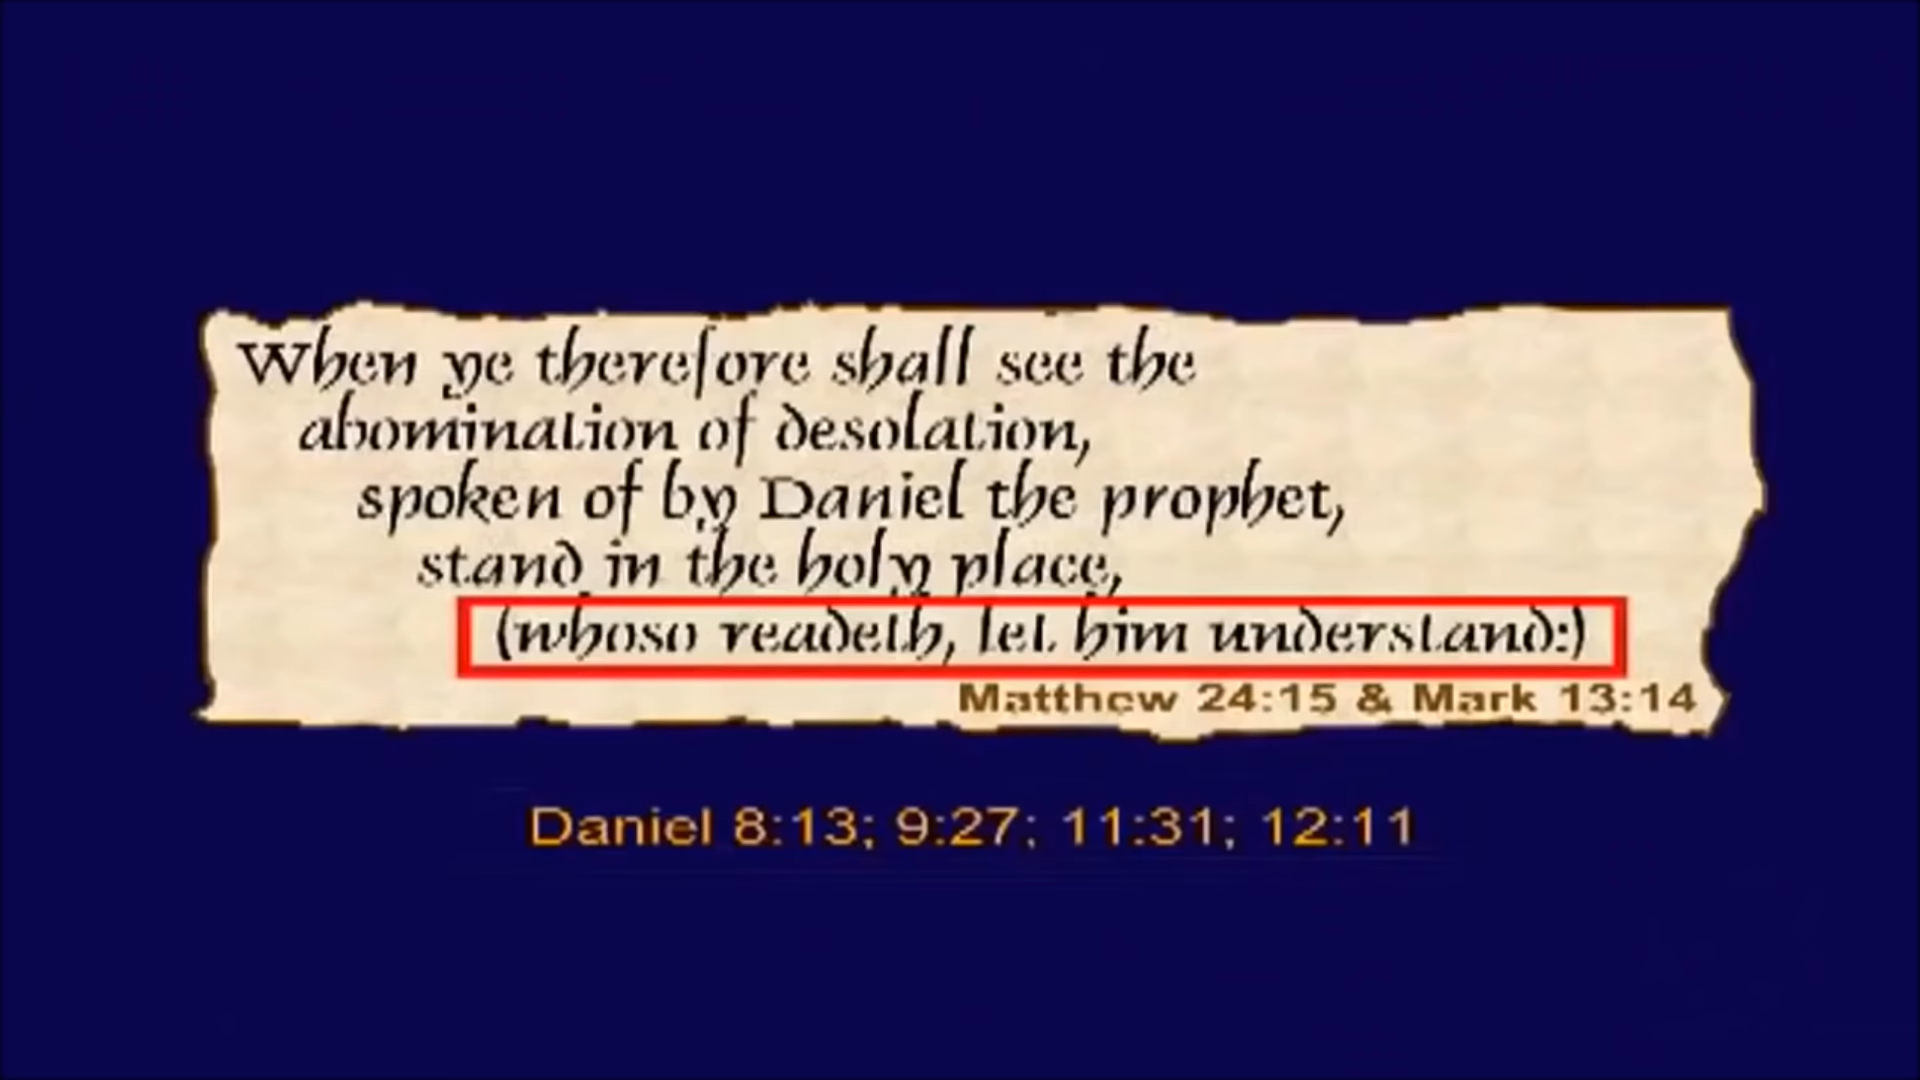 When ye therefore shall see the
abomination of desolation,
spoken of by Daniel the prophet,
stand in the holy place,
(whoso readeth, let him understand:)
Matthew 24:15 & Mark 13:14
Daniel 8:13; 9:27; 11:31; 12:11